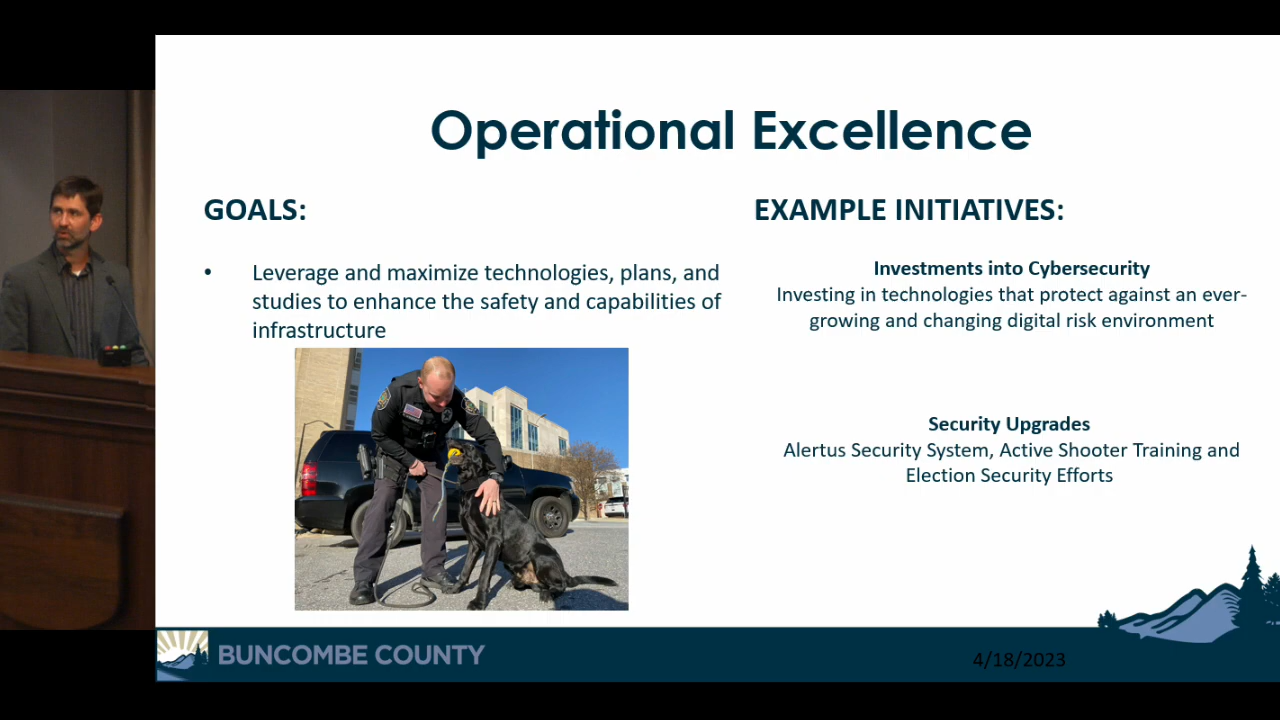 Operational Excellence
GOALS:
• Leverage and maximize technologies, plans, and
studies to enhance the safety and capabilities of
infrastructure
EXAMPLE INITIATIVES:
Investments into Cybersecurity
Investing in technologies that protect against an ever-
growing and changing digital risk environment
Security Upgrades
Alertus Security System, Active Shooter Training and
Election Security Efforts
BUNCOMBE COUNTY
4/18/2023